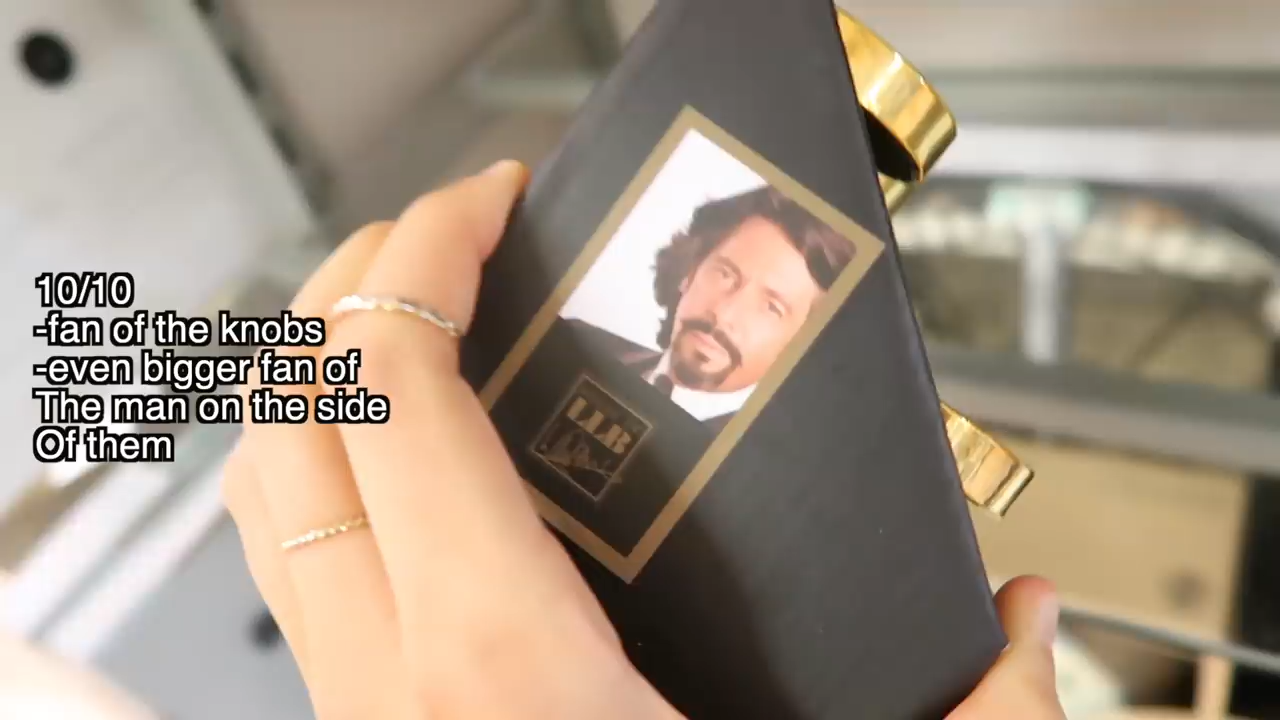 10/10
-fan of the knobs
-even bigger fan of
The man on the side
Of them
LLB